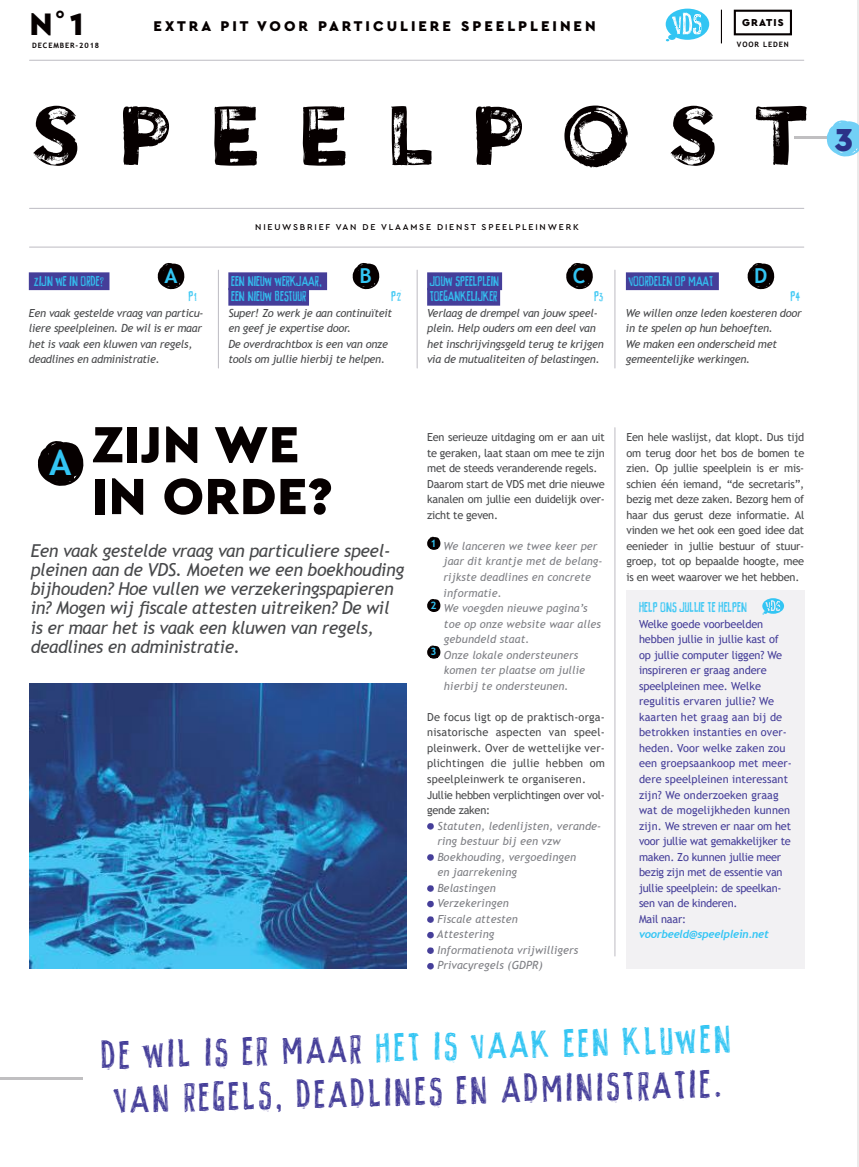 N°1
DECEMBER-2018
EXTRA PIT VOOR PARTICULIERE SPEELPLEINEN
VDS
GRATIS
VOOR LEDEN
SPEELPOST
3
NIEUWSBRIEF VAN DE VLAAMSE DIENST SPEELPLEINWERK
ZIJN WE IN ORDE?
A
P1
Een vaak gestelde vraag van particu-
liere speelpleinen. De wil is er maar
het is vaak een kluwen van regels,
deadlines en administratie.
EEN NIEUW WERKJAAR,
EEN NIEUW BESTUUR
B
P2
Super! Zo werk je aan continuïteit
en geef je expertise door.
De overdrachtbox is een van onze
tools om jullie hierbij te helpen.
JOUW SPEELPLEIN
TOEGANKELIJKER
C
P3
Verlaag de drempel van jouw speel-
plein. Help ouders om een deel van
het inschrijvingsgeld terug te krijgen
via de mutualiteiten of belastingen.
VOORDELEN OP MAAT
D
P4
We willen onze leden koesteren door
in te spelen op hun behoeften.
We maken een onderscheid met
gemeentelijke werkingen.
A
ZIJN WE
IN ORDE?
Een vaak gestelde vraag van particuliere speel-
pleinen aan de VDS. Moeten we een boekhouding
bijhouden? Hoe vullen we verzekeringspapieren
in? Mogen wij fiscale attesten uitreiken? De wil
is er maar het is vaak een kluwen van regels,
deadlines en administratie.
Een serieuze uitdaging om er aan uit
te geraken, laat staan om mee te zijn
met de steeds veranderende regels.
Daarom start de VDS met drie nieuwe
kanalen om jullie een duidelijk over-
zicht te geven.
1 We lanceren we twee keer per
jaar dit krantje met de belang-
rijkste deadlines en concrete
informatie.
2 We voegden nieuwe pagina's
toe op onze website waar alles
gebundeld staat.
3 Onze lokale ondersteuners
komen ter plaatse om jullie
hierbij te ondersteunen.
De focus ligt op de praktisch-orga-
nisatorische aspecten van speel-
pleinwerk. Over de wettelijke ver-
plichtingen die jullie hebben om
speelpleinwerk te organiseren.
Jullie hebben verplichtingen over vol-
gende zaken:
• Statuten, ledenlijsten, verande-
ring bestuur bij een vzw
• Boekhouding, vergoedingen
en jaarrekening
• Belastingen
• Verzekeringen
• Fiscale attesten
• Attestering
• Informatienota vrijwilligers
• Privacyregels (GDPR)
Een hele waslijst, dat klopt. Dus tijd
om terug door het bos de bomen te
zien. Op jullie speelplein is er mis-
schien één iemand, “de secretaris”,
bezig met deze zaken. Bezorg hem of
haar dus gerust deze informatie. Al
vinden we het ook een goed idee dat
eenieder in jullie bestuur of stuur-
groep, tot op bepaalde hoogte, mee
is en weet waarover we het hebben.
HELP ONS JULLIE TE HELPEN VDS
Welke goede voorbeelden
hebben jullie in jullie kast of
op jullie computer liggen? We
inspireren er graag andere
speelpleinen mee. Welke
regulitis ervaren jullie? We
kaarten het graag aan bij de
betrokken instanties en over-
heden. Voor welke zaken zou
een groepsaankoop met meer-
dere speelpleinen interessant
zijn? We onderzoeken graag
wat de mogelijkheden kunnen
zijn. We streven er naar om het
voor jullie wat gemakkelijker te
maken. Zo kunnen jullie meer
bezig zijn met de essentie van
jullie speelplein: de speelkan-
sen van de kinderen.
Mail naar:
voorbeeld@speelplein.net
DE WIL IS ER MAAR HET IS VAAK EEN KLUWEN
VAN REGELS, DEADLINES EN ADMINISTRATIE.